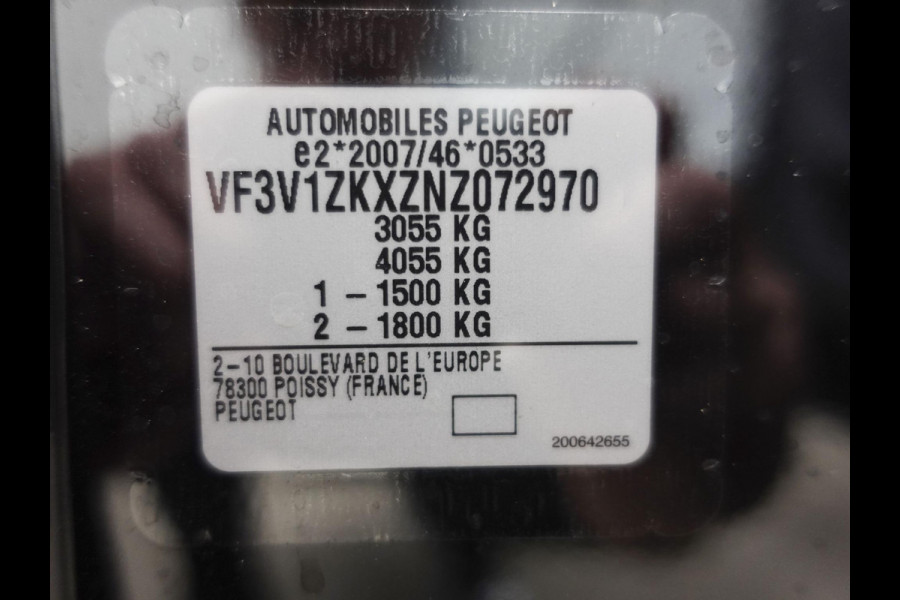 AUTOMOBILES PEUGEOT
e2*2007/46*0533
VF3V1ZKXZNZ072970
3055 KG
4055 KG
1 – 1500 KG
2 – 1800 KG
2–10 BOULEVARD DE L'EUROPE
78300 POISSY (FRANCE)
PEUGEOT
200642655